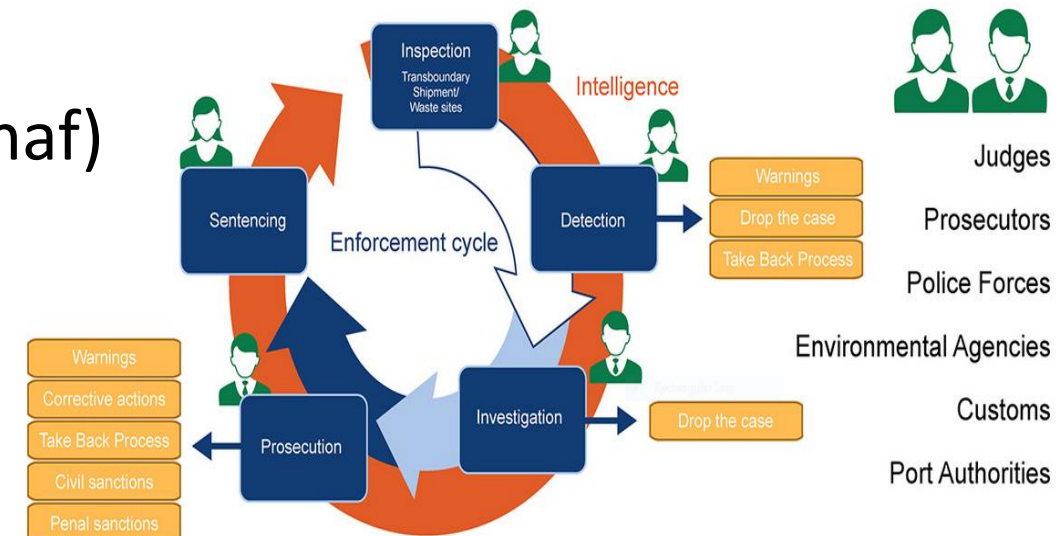 naf)
Inspection
Transboundary
Shipment/
Waste sites
Intelligence
Detection
Warnings
Drop the case
Take Back Process
Sentencing
Enforcement cycle
Investigation
Drop the case
Prosecution
Warnings
Corrective actions
Take Back Process
Civil sanctions
Penal sanctions
Judges
Prosecutors
Police Forces
Environmental Agencies
Customs
Port Authorities